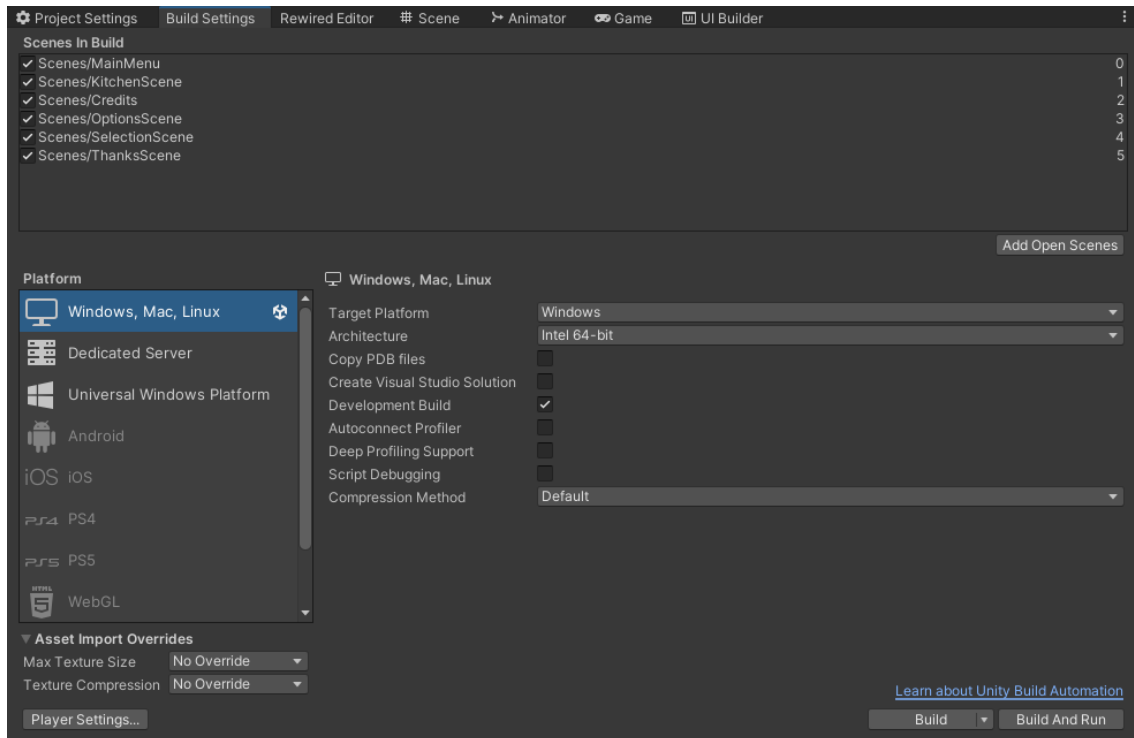 Project Settings Build Settings Rewired Editor Scene Animator Game UI Builder
Scenes In Build
Scenes/MainMenu 0
Scenes/KitchenScene 1
Scenes/Credits 2
Scenes/OptionsScene 3
Scenes/SelectionScene 4
Scenes/ThanksScene 5
Add Open Scenes
Platform
Windows, Mac, Linux
Dedicated Server
Universal Windows Platform
Android
iOS iOS
PS4 PS4
PS5 PS5
HTML 5 WebGL
Windows, Mac, Linux
Target Platform Windows
Architecture Intel 64-bit
Copy PDB files
Create Visual Studio Solution
Development Build
Autoconnect Profiler
Deep Profiling Support
Script Debugging
Compression Method Default
Asset Import Overrides
Max Texture Size No Override
Texture Compression No Override
Learn about Unity Build Automation
Player Settings... Build Build And Run